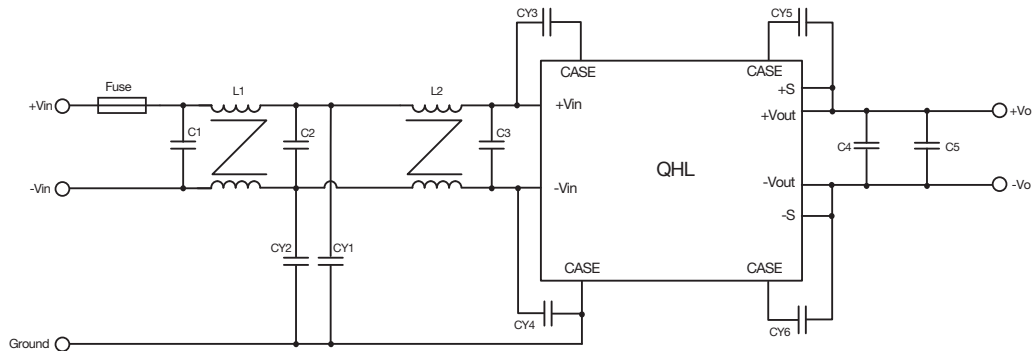 CY3
CY5
CASE
CASE
Fuse
L1
L2
+S
+Vin
+Vin
+Vout
+Vo
C1
C2
C3
C4
C5
QHL
-Vin
-Vin
-Vout
-Vo
-S
CY2
CY1
CASE
CASE
CY4
CY6
Ground